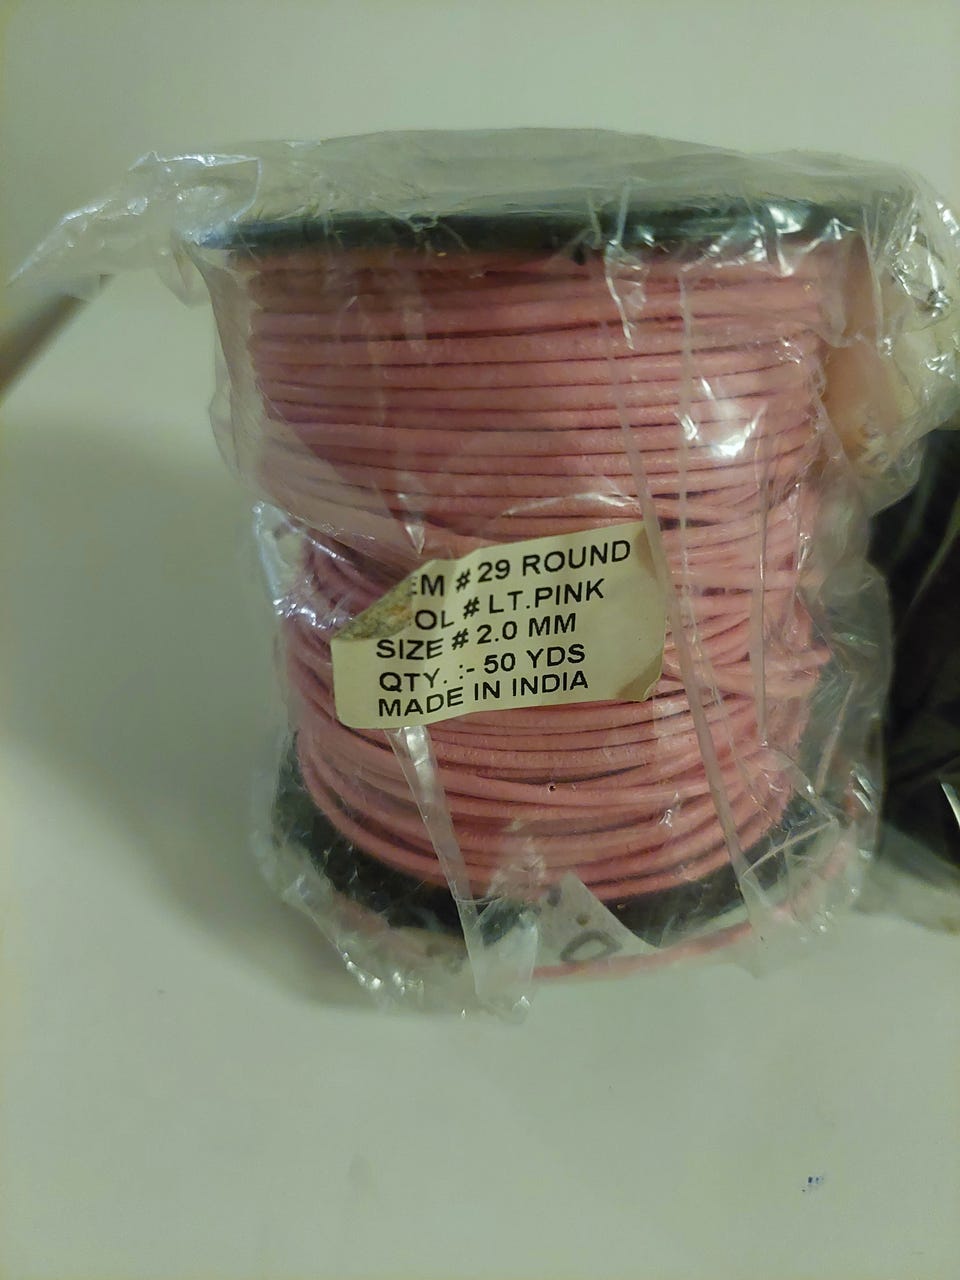 EM # 29 ROUND
OL # LT.PINK
SIZE # 2.0 MM
QTY. :- 50 YDS
MADE IN INDIA